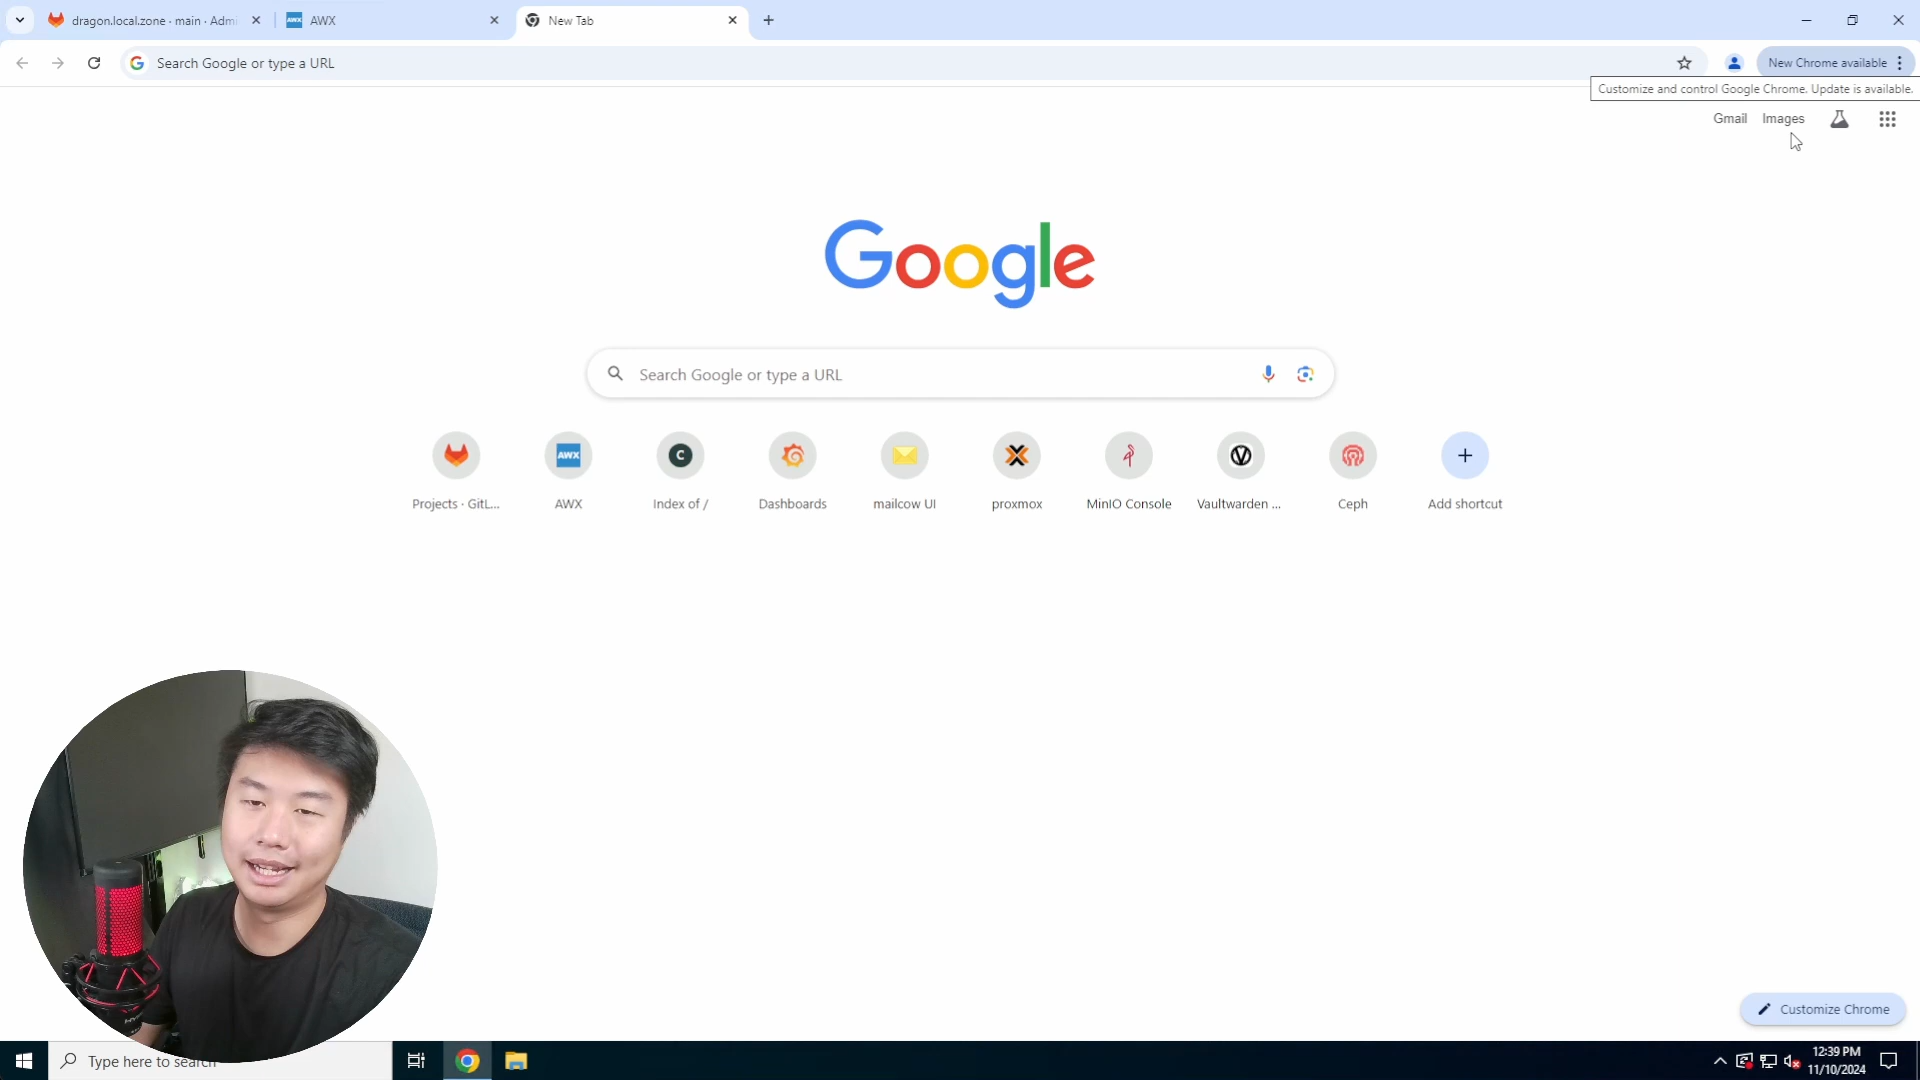 dragon.local.zone · main · Admi
AWX
New Tab
Search Google or type a URL
New Chrome available
Customize and control Google Chrome. Update is available.
Gmail
Images
Google
Search Google or type a URL
Projects · GitL...
AWX
AWX
C
Index of /
Dashboards
mailcow UI
proxmox
MinIO Console
Vaultwarden ...
Ceph
Add shortcut
Customize Chrome
Type here to search
12:39 PM
11/10/2024